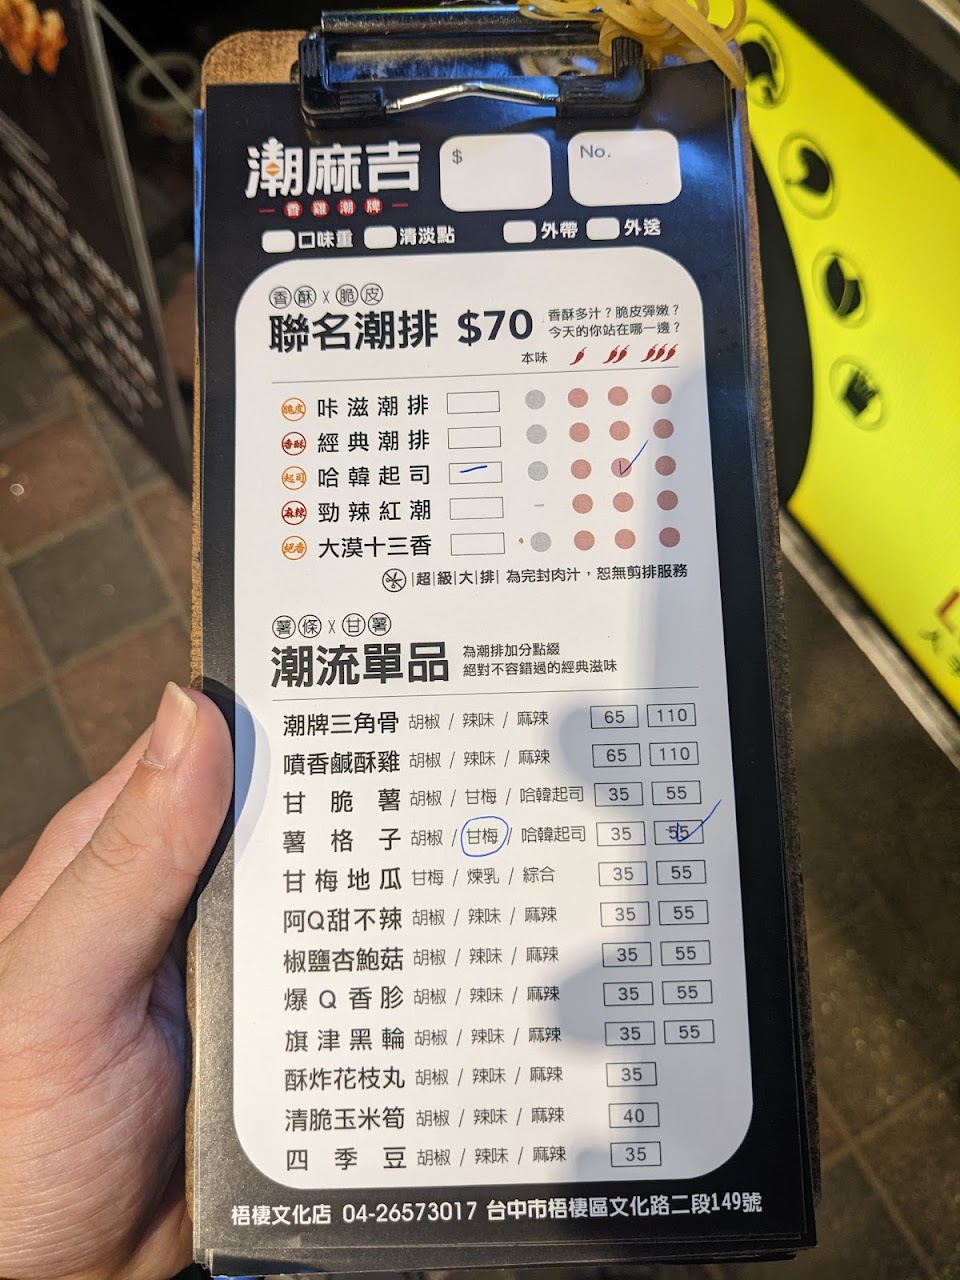 潮麻吉
香雞潮牌
$
No.
口味重 清淡點 外帶 外送
香酥 x 脆皮
聯名潮排 $70
香酥多汁？脆皮彈嫩？
今天的你站在哪一邊？
本味
脆皮 咔滋潮排
香酥 經典潮排
起司 哈韓起司
麻辣 勁辣紅潮
絕香 大漠十三香
|超|級|大|排| 為完封肉汁，恕無剪排服務
薯條 x 甘薯
潮流單品
為潮排加分點綴
絕對不容錯過的經典滋味
潮牌三角骨 胡椒 / 辣味 / 麻辣 65 110
噴香鹹酥雞 胡椒 / 辣味 / 麻辣 65 110
甘脆薯 胡椒 / 甘梅 / 哈韓起司 35 55
薯格子 胡椒 / 甘梅 / 哈韓起司 35 55
甘梅地瓜 甘梅 / 煉乳 / 綜合 35 55
阿Q甜不辣 胡椒 / 辣味 / 麻辣 35 55
椒鹽杏鮑菇 胡椒 / 辣味 / 麻辣 35 55
爆Q香胗 胡椒 / 辣味 / 麻辣 35 55
旗津黑輪 胡椒 / 辣味 / 麻辣 35 55
酥炸花枝丸 胡椒 / 辣味 / 麻辣 35
清脆玉米筍 胡椒 / 辣味 / 麻辣 40
四季豆 胡椒 / 辣味 / 麻辣 35
梧棲文化店 04-26573017 台中市梧棲區文化路二段149號